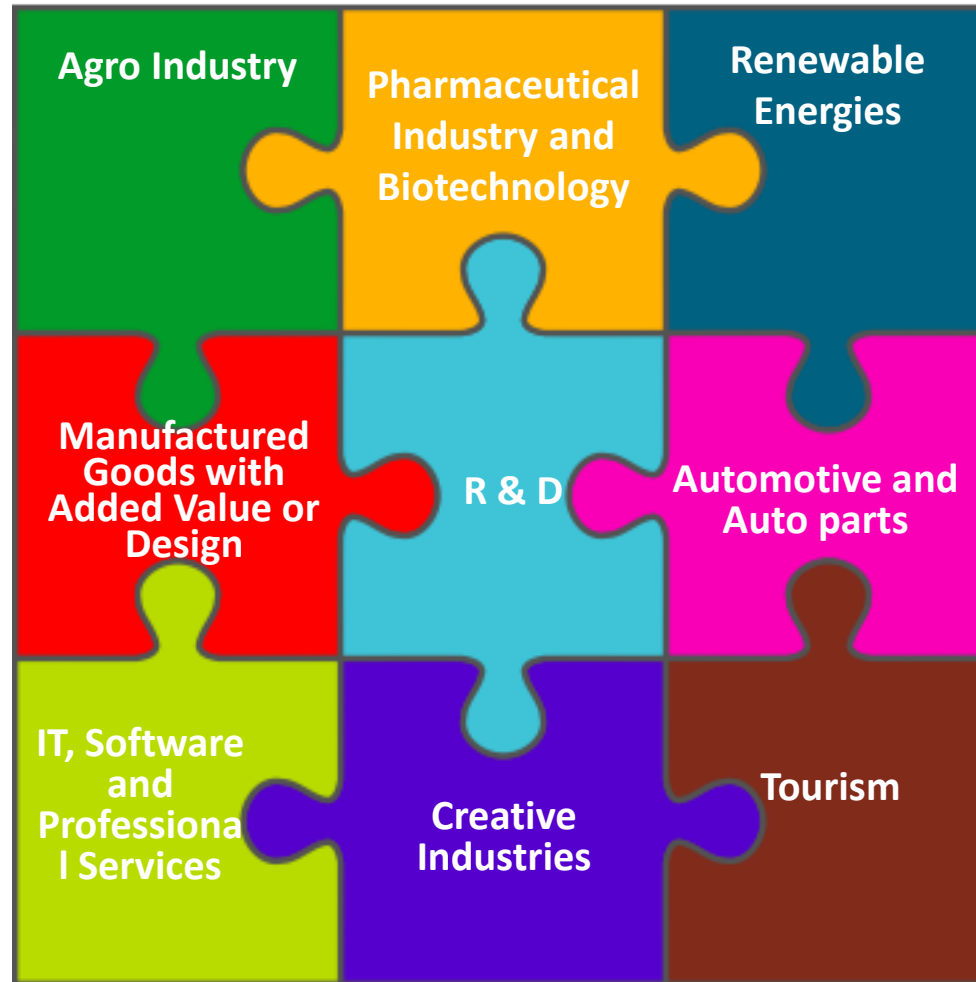 Agro Industry
Pharmaceutical
Industry and
Biotechnology
Renewable
Energies
Manufactured
Goods with
Added Value or
Design
R & D
Automotive and
Auto parts
IT, Software
and
Professiona
l Services
Creative
Industries
Tourism